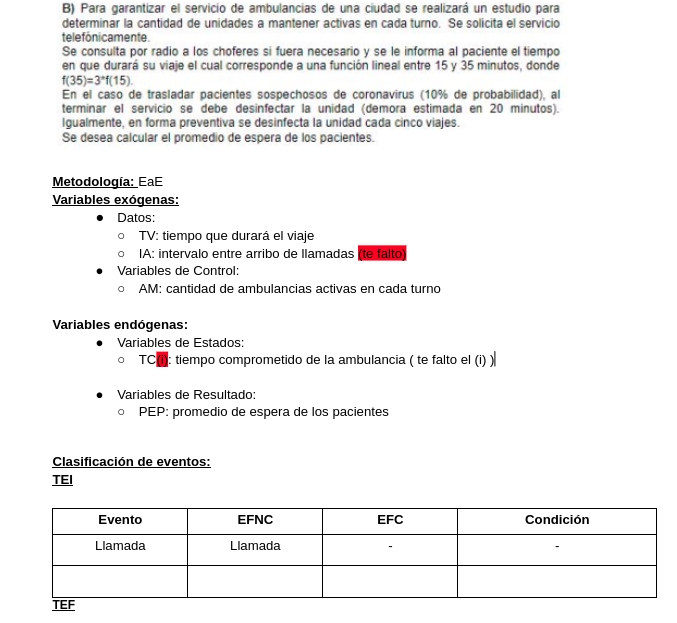 B) Para garantizar el servicio de ambulancias de una ciudad se realizará un estudio para
determinar la cantidad de unidades a mantener activas en cada turno. Se solicita el servicio
telefónicamente.
Se consulta por radio a los choferes si fuera necesario y se le informa al paciente el tiempo
en que durará su viaje el cual corresponde a una función lineal entre 15 y 35 minutos, donde
f(35)=3*f(15).
En el caso de trasladar pacientes sospechosos de coronavirus (10% de probabilidad), al
terminar el servicio se debe desinfectar la unidad (demora estimada en 20 minutos).
Igualmente, en forma preventiva se desinfecta la unidad cada cinco viajes.
Se desea calcular el promedio de espera de los pacientes.
Metodología: EaE
Variables exógenas:
● Datos:
○ TV: tiempo que durará el viaje
○ IA: intervalo entre arribo de llamadas (te falto)
● Variables de Control:
○ AM: cantidad de ambulancias activas en cada turno
Variables endógenas:
● Variables de Estados:
○ TC(i): tiempo comprometido de la ambulancia ( te falto el (i) )
● Variables de Resultado:
○ PEP: promedio de espera de los pacientes
Clasificación de eventos:
TEI
Evento EFNC EFC Condición
Llamada Llamada - -
TEF